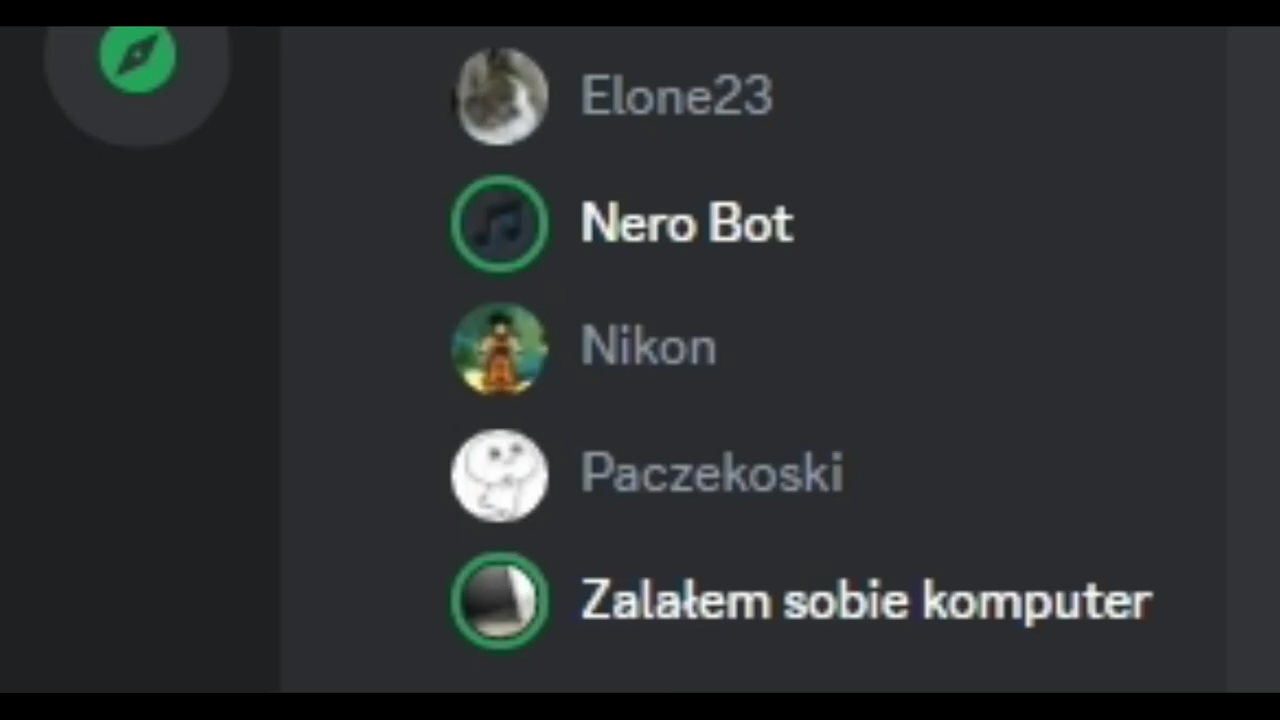 Elone23
Nero Bot
Nikon
Paczekoski
Zalałem sobie komputer